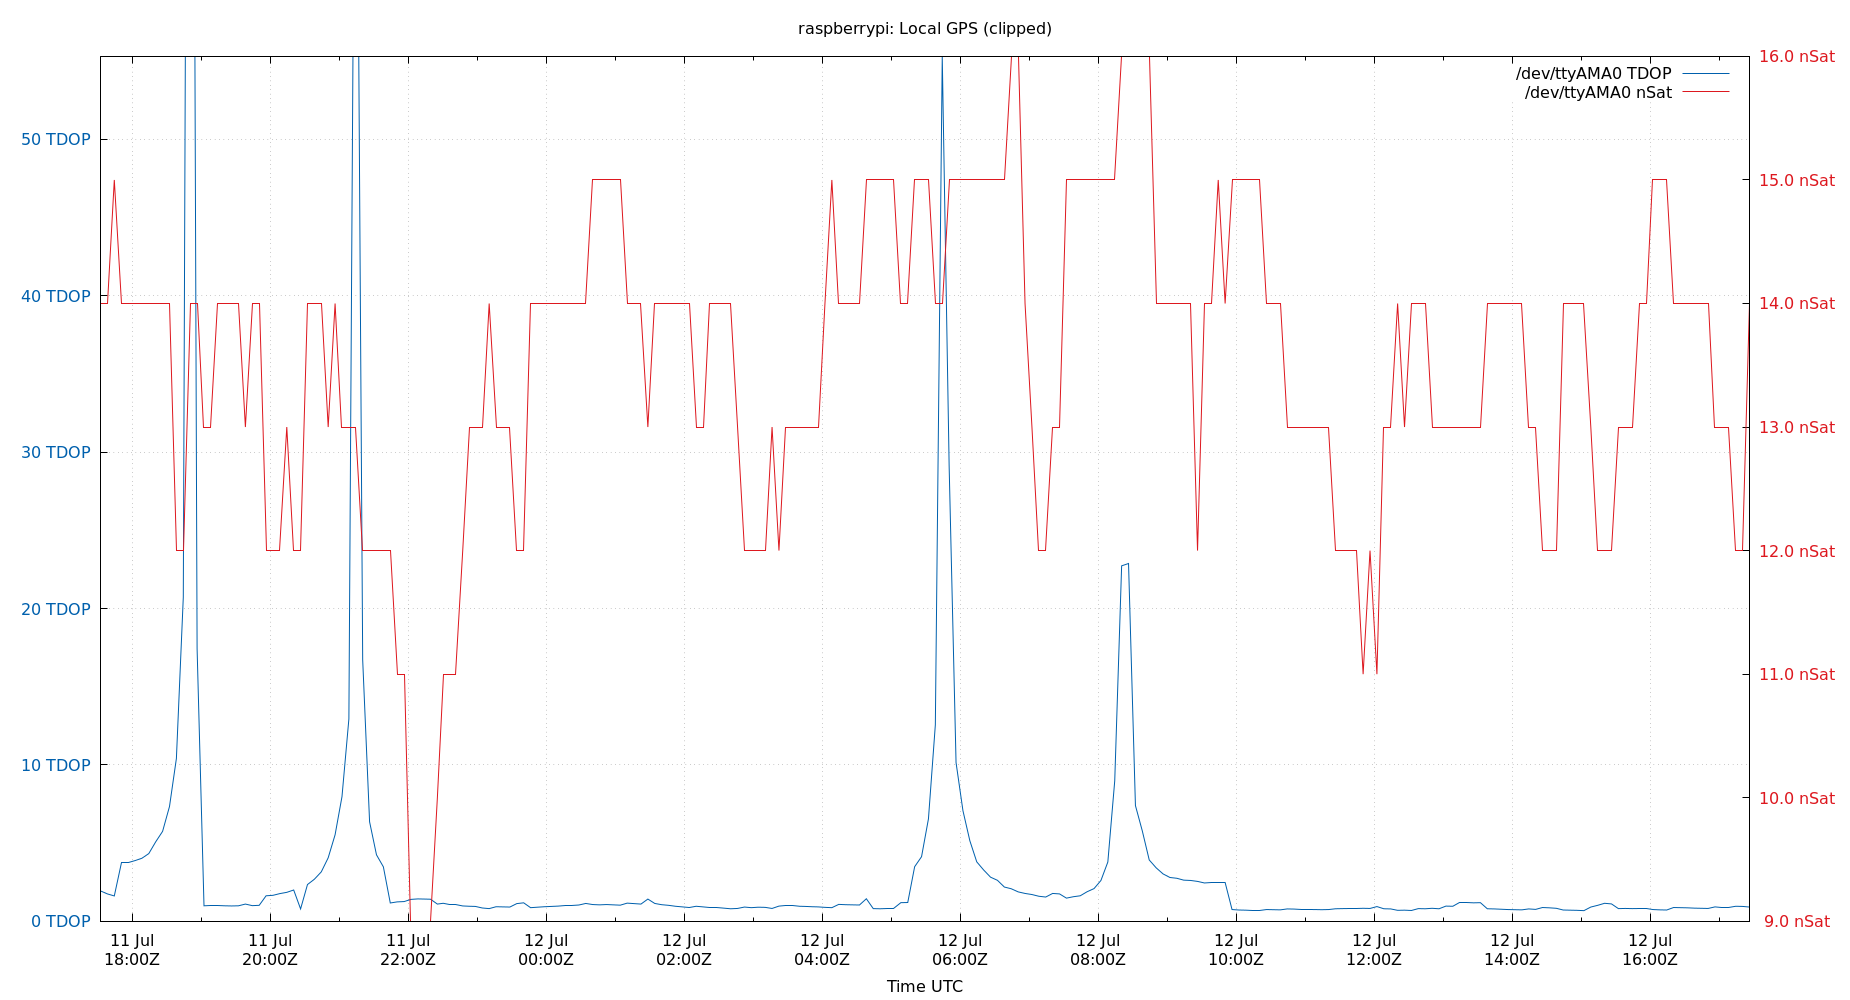 raspberrypi: Local GPS (clipped)
/dev/ttyAMA0 TDOP
/dev/ttyAMA0 nSat
50 TDOP
40 TDOP
30 TDOP
20 TDOP
10 TDOP
0 TDOP
16.0 nSat
15.0 nSat
14.0 nSat
13.0 nSat
12.0 nSat
11.0 nSat
10.0 nSat
9.0 nSat
11 Jul
18:00Z
11 Jul
20:00Z
11 Jul
22:00Z
12 Jul
00:00Z
12 Jul
02:00Z
12 Jul
04:00Z
12 Jul
06:00Z
12 Jul
08:00Z
12 Jul
10:00Z
12 Jul
12:00Z
12 Jul
14:00Z
12 Jul
16:00Z
Time UTC